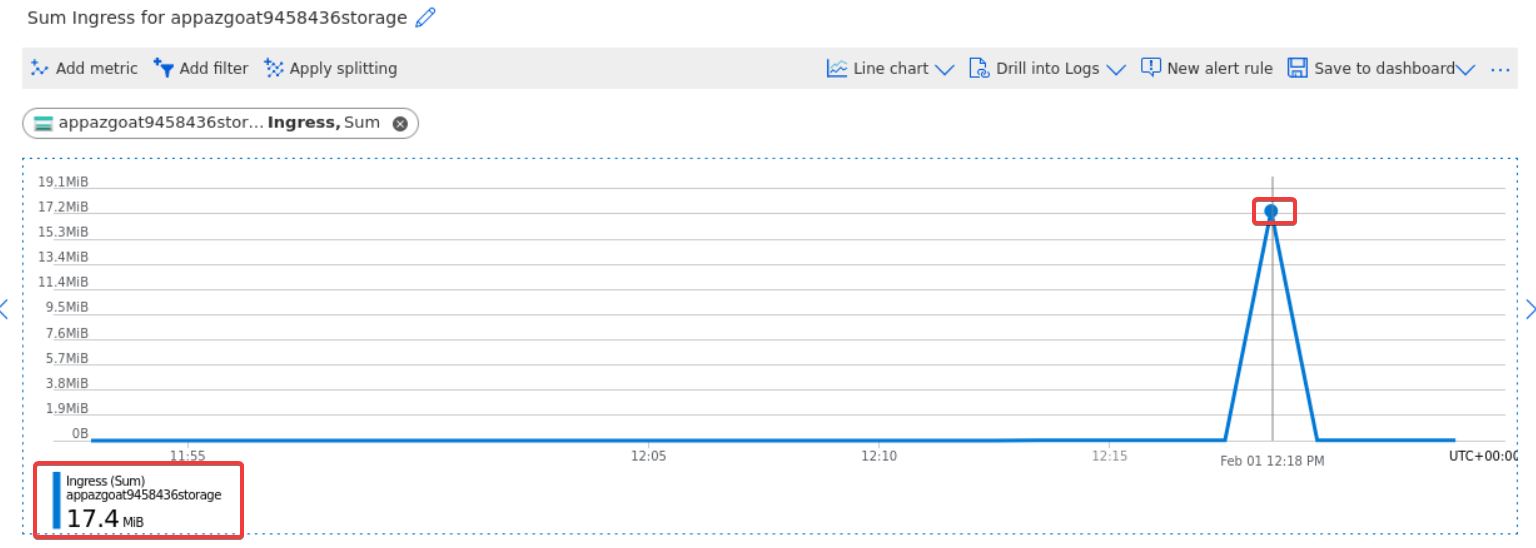 Sum Ingress for appazgoat9458436storage
Add metric Add filter Apply splitting Line chart Drill into Logs New alert rule Save to dashboard ...
appazgoat9458436stor... Ingress, Sum
19.1MiB
17.2MiB
15.3MiB
13.4MiB
11.4MiB
9.5MiB
7.6MiB
5.7MiB
3.8MiB
1.9MiB
0B
11:55 12:05 12:10 12:15 Feb 01 12:18 PM UTC+00:00
Ingress (Sum)
appazgoat9458436storage
17.4 MiB